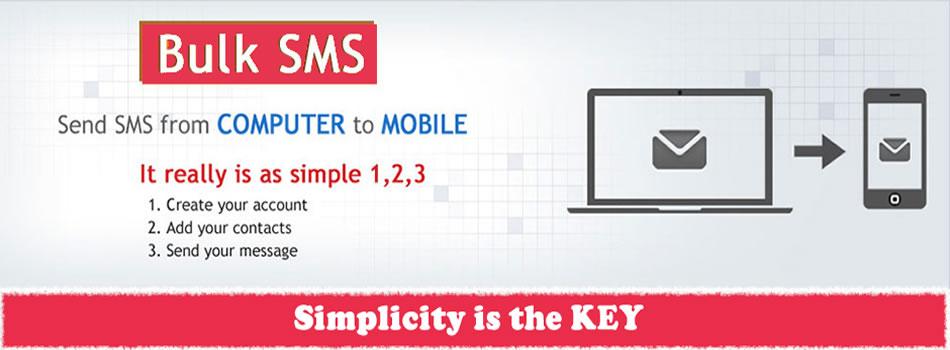 Bulk SMS
Send SMS from COMPUTER to MOBILE
It really is as simple 1,2,3
1. Create your account
2. Add your contacts
3. Send your message
Simplicity is the KEY